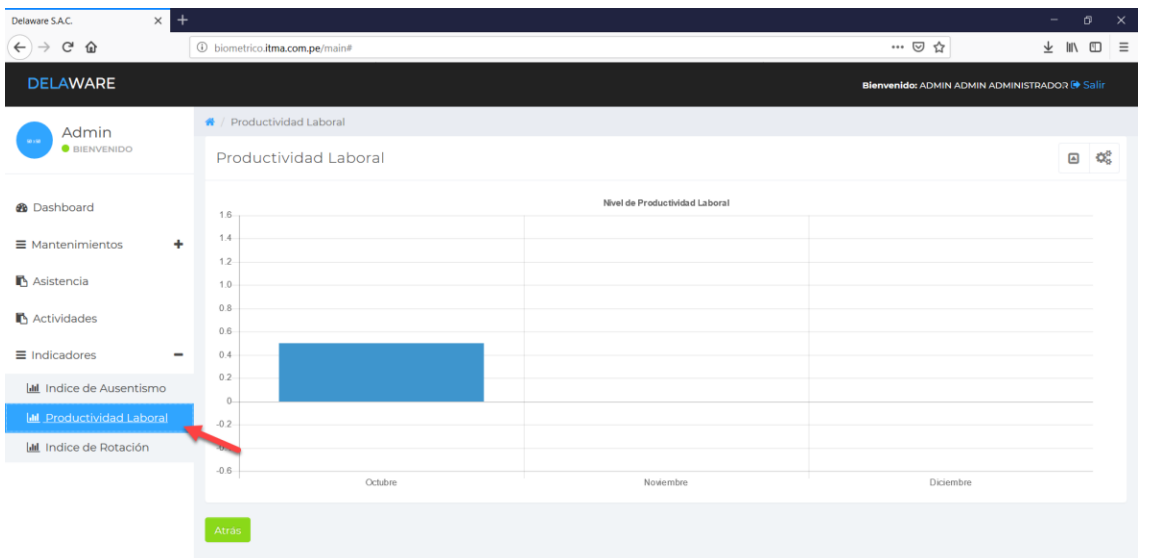 Delaware S.A.C.
biometrico.itma.com.pe/main#
DELAWARE
Bienvenido: ADMIN ADMIN ADMINISTRADOR Salir
Admin
BIENVENIDO
/ Productividad Laboral
Productividad Laboral
Dashboard
Mantenimientos
Asistencia
Actividades
Indicadores
Indice de Ausentismo
Productividad Laboral
Indice de Rotación
Nivel de Productividad Laboral
1.6
1.4
1.2
1.0
0.8
0.6
0.4
0.2
0
-0.2
-0.6
Octubre Noviembre Diciembre
Atrás